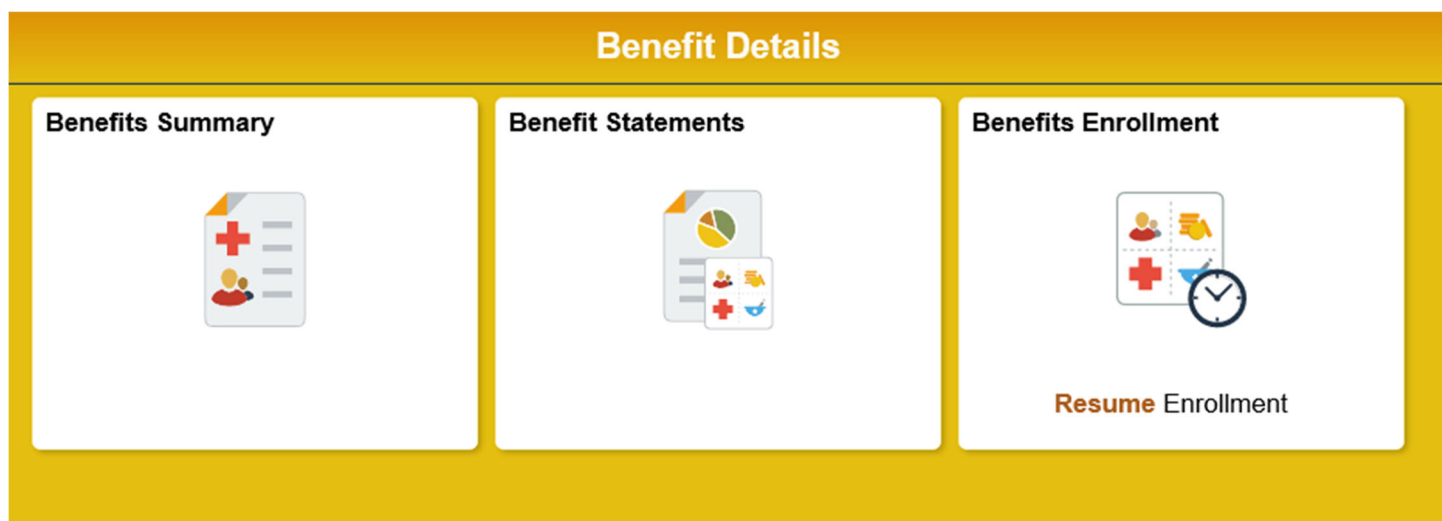 Benefit Details
Benefits Summary
Benefit Statements
Benefits Enrollment
Resume Enrollment